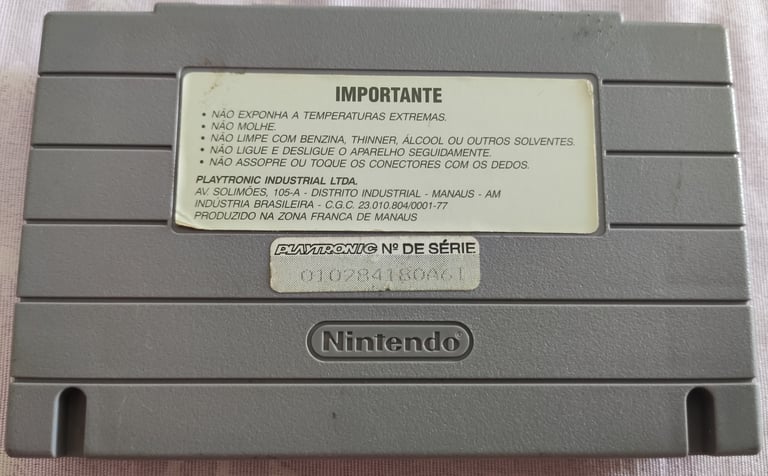 IMPORTANTE
• NÃO EXPONHA A TEMPERATURAS EXTREMAS.
• NÃO MOLHE.
• NÃO LIMPE COM BENZINA, THINNER, ÁLCOOL OU OUTROS SOLVENTES.
• NÃO LIGUE E DESLIGUE O APARELHO SEGUIDAMENTE.
• NÃO ASSOPRE OU TOQUE OS CONECTORES COM OS DEDOS.
PLAYTRONIC INDUSTRIAL LTDA.
AV. SOLIMÕES, 105-A - DISTRITO INDUSTRIAL - MANAUS - AM
INDÚSTRIA BRASILEIRA - C.G.C. 23.010.804/0001-77
PRODUZIDO NA ZONA FRANCA DE MANAUS
PLAYTRONIC Nº DE SÉRIE
010284180A61
Nintendo